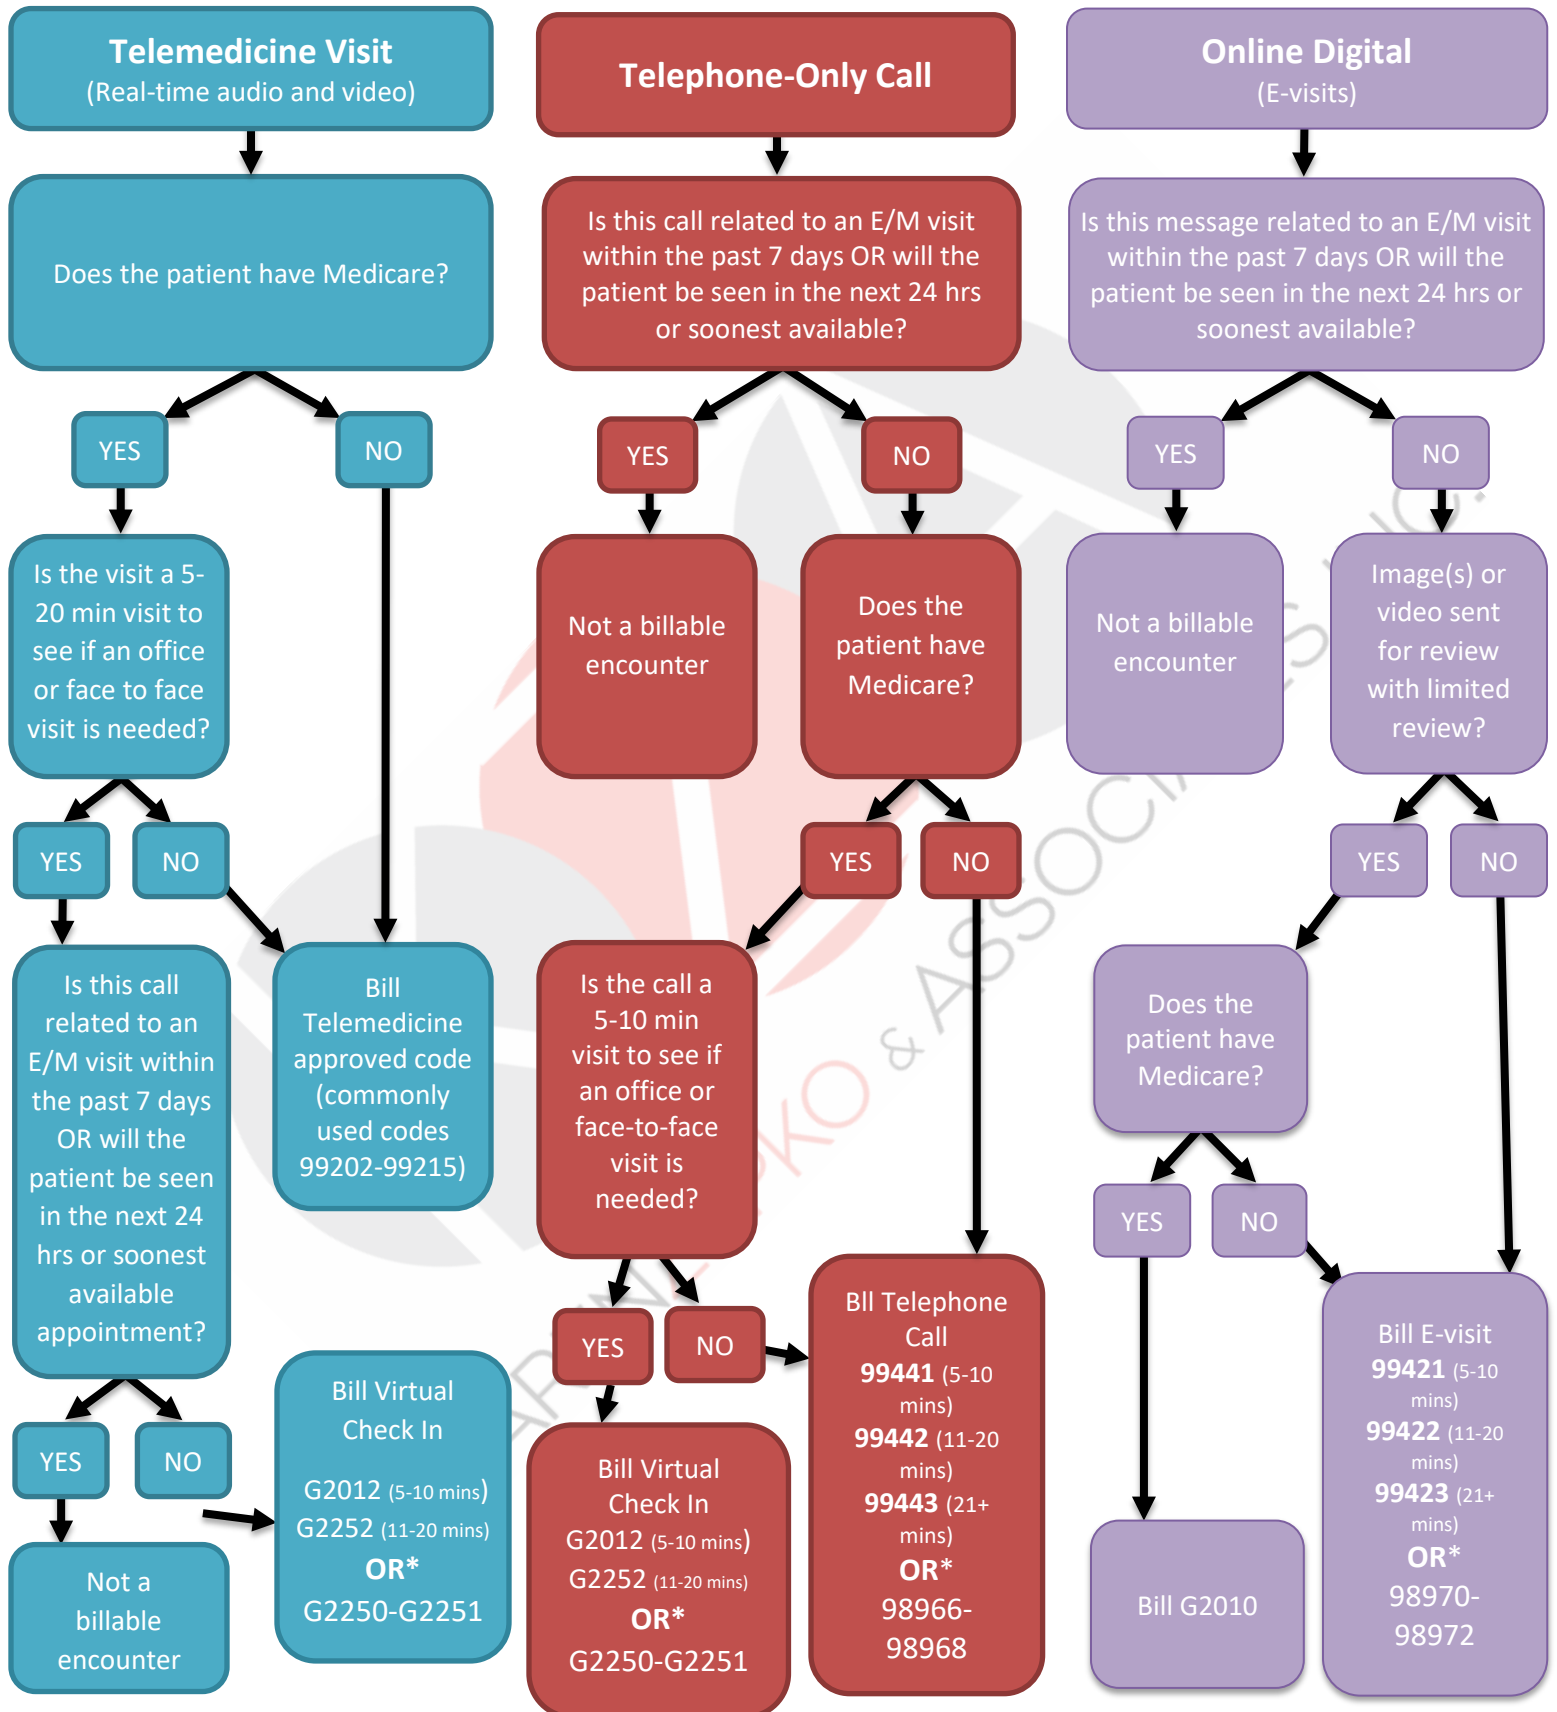 Telemedicine Visit
(Real-time audio and video)
Does the patient have Medicare?
YES
NO
Is the visit a 5-
20 min visit to
see if an office
or face to face
visit is needed?
YES
NO
Is this call
related to an
E/M visit within
the past 7 days
OR will the
patient be seen
in the next 24
hrs or soonest
available
appointment?
Bill
Telemedicine
approved code
(commonly
used codes
99202-99215)
YES
NO
Not a
billable
encounter
Bill Virtual
Check In
G2012 (5-10 mins)
G2252 (11-20 mins)
OR*
G2250-G2251
Telephone-Only Call
Is this call related to an E/M visit
within the past 7 days OR will the
patient be seen in the next 24 hrs
or soonest available?
YES
NO
Not a billable
encounter
Does the
patient have
Medicare?
YES
NO
Is the call a
5-10 min
visit to see if
an office or
face-to-face
visit is
needed?
YES
NO
Bill Virtual
Check In
G2012 (5-10 mins)
G2252 (11-20 mins)
OR*
G2250-G2251
Bll Telephone
Call
99441 (5-10
mins)
99442 (11-20
mins)
99443 (21+
mins)
OR*
98966-
98968
Online Digital
(E-visits)
Is this message related to an E/M visit
within the past 7 days OR will the
patient be seen in the next 24 hrs or
soonest available?
YES
NO
Not a billable
encounter
Image(s) or
video sent
for review
with limited
review?
YES
NO
Does the
patient have
Medicare?
YES
NO
Bill G2010
Bill E-visit
99421 (5-10
mins)
99422 (11-20
mins)
99423 (21+
mins)
OR*
98970-
98972